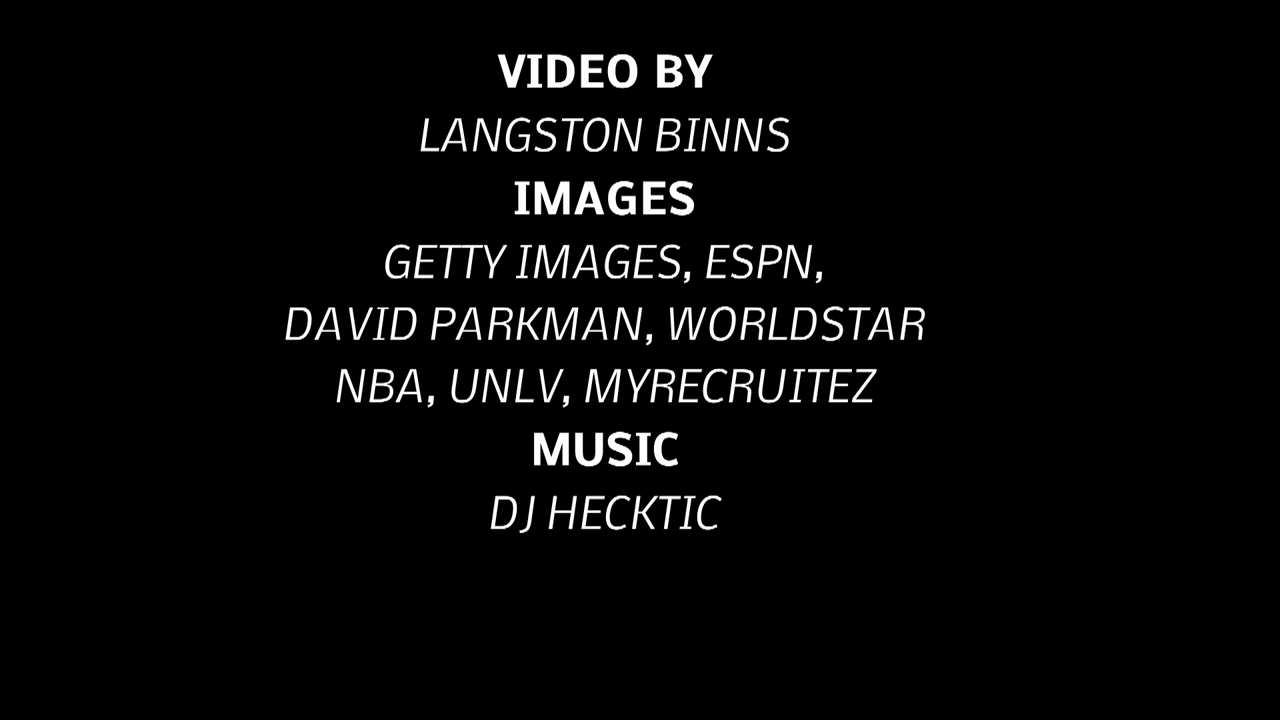 VIDEO BY
LANGSTON BINNS
IMAGES
GETTY IMAGES, ESPN,
DAVID PARKMAN, WORLDSTAR
NBA, UNLV, MYRECRUITEZ
MUSIC
DJ HECKTIC